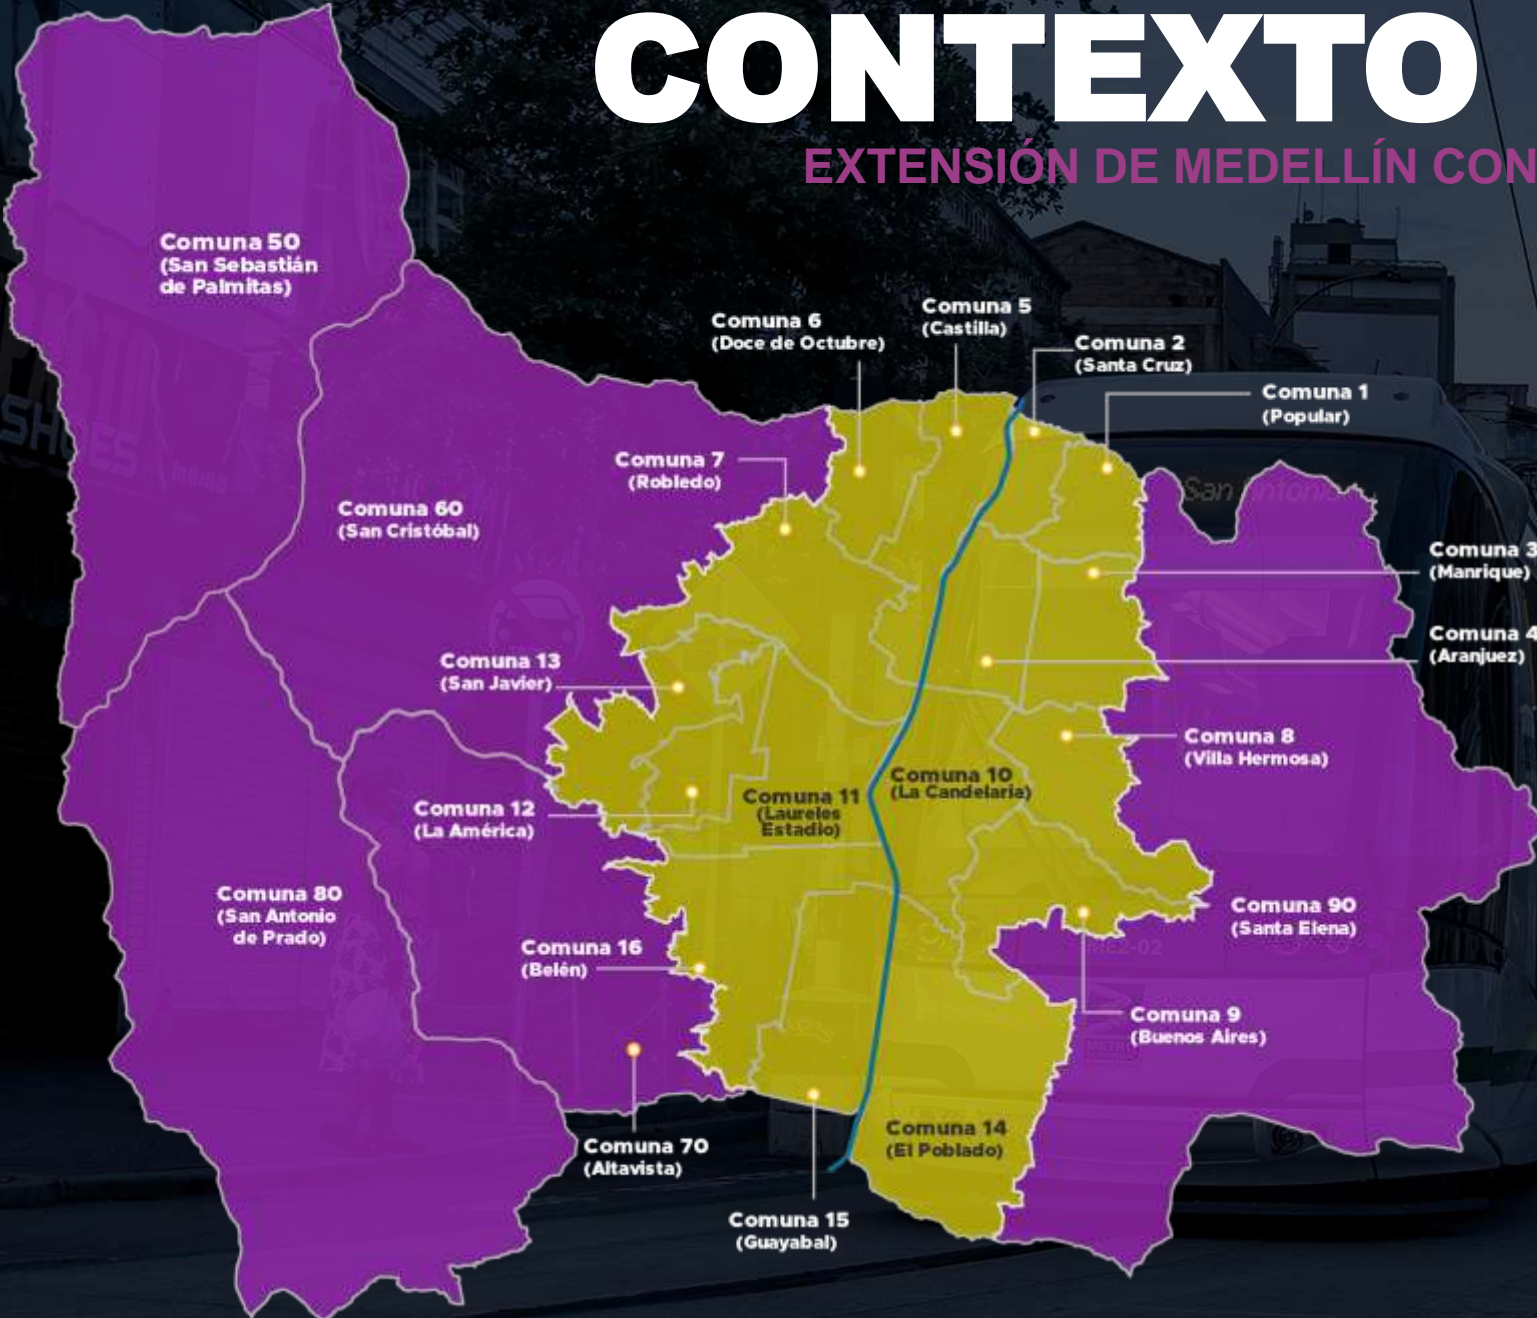 CONTEXTO
EXTENSIÓN DE MEDELLÍN CON
Comuna 50
(San Sebastián
de Palmitas)
Comuna 6
(Doce de Octubre)
Comuna 5
(Castilla)
Comuna 2
(Santa Cruz)
Comuna 1
(Popular)
Comuna 7
(Robledo)
San Antonio
SHOES
Comuna 60
(San Cristóbal)
Comuna 3
(Manrique)
Comuna 4
(Aranjuez)
Comuna 13
(San Javier)
Comuna 8
(Villa Hermosa)
Comuna 10
(La Candelaria)
Comuna 11
(Laureles
Estadio)
Comuna 12
(La América)
Comuna 80
(San Antonio
de Prado)
Comuna 90
(Santa Elena)
Comuna 16
(Belén)
Comuna 9
(Buenos Aires)
Comuna 14
(El Poblado)
Comuna 70
(Altavista)
Comuna 15
(Guayabal)